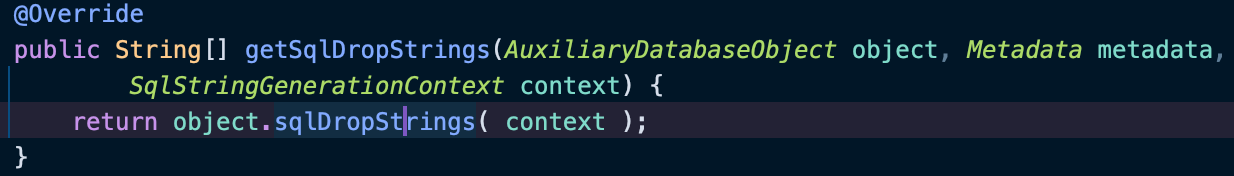 @Override
public String[] getSqlDropStrings(AuxiliaryDatabaseObject object, Metadata metadata,
        SqlStringGenerationContext context) {
    return object.sqlDropStrings( context );
}